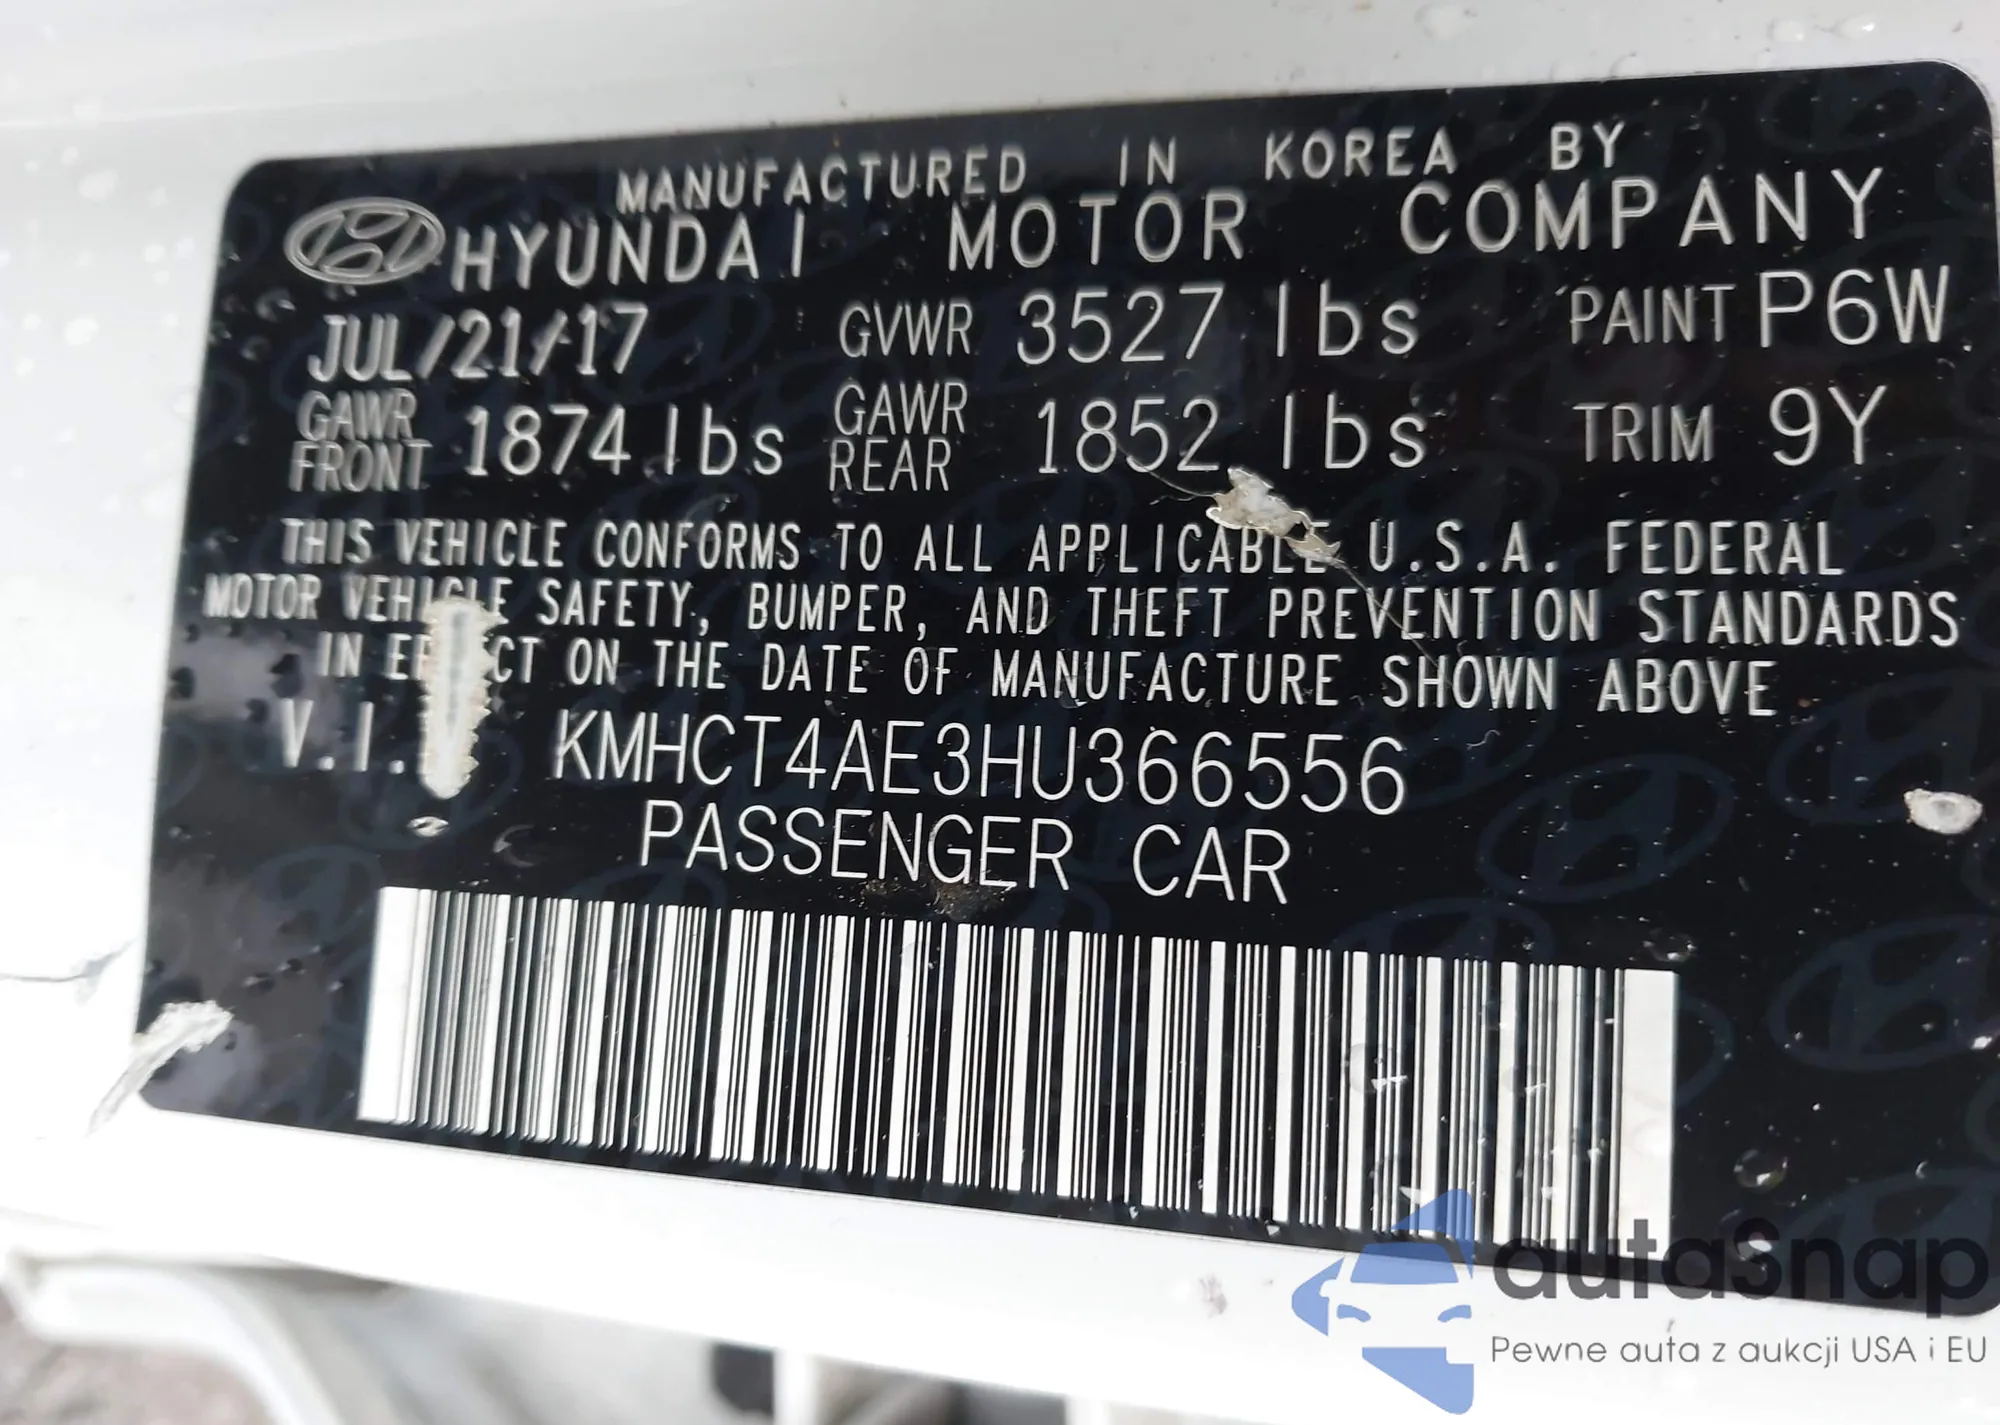 MANUFACTURED IN KOREA BY
HYUNDAI MOTOR COMPANY
JUL/21/17 GVWR 3527 lbs PAINT P6W
GAWR FRONT 1874 lbs GAWR REAR 1852 lbs TRIM 9Y
THIS VEHICLE CONFORMS TO ALL APPLICABLE U.S.A. FEDERAL
MOTOR VEHICLE SAFETY, BUMPER, AND THEFT PREVENTION STANDARDS
IN EFFECT ON THE DATE OF MANUFACTURE SHOWN ABOVE
V.I. KMHCT4AE3HU366556
PASSENGER CAR
autaSnap
Pewne auta z aukcji USA i EU